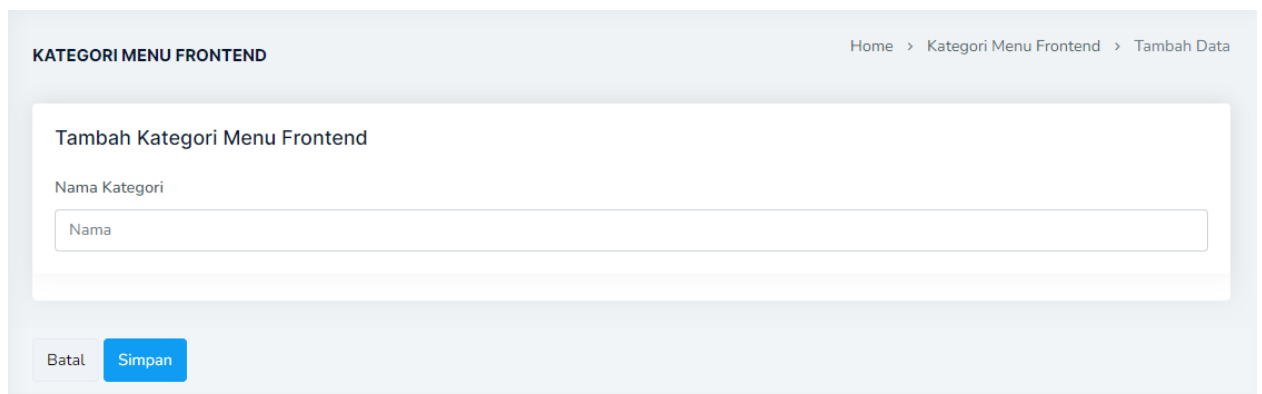 KATEGORI MENU FRONTEND
Home > Kategori Menu Frontend > Tambah Data
Tambah Kategori Menu Frontend
Nama Kategori
Nama
Batal Simpan